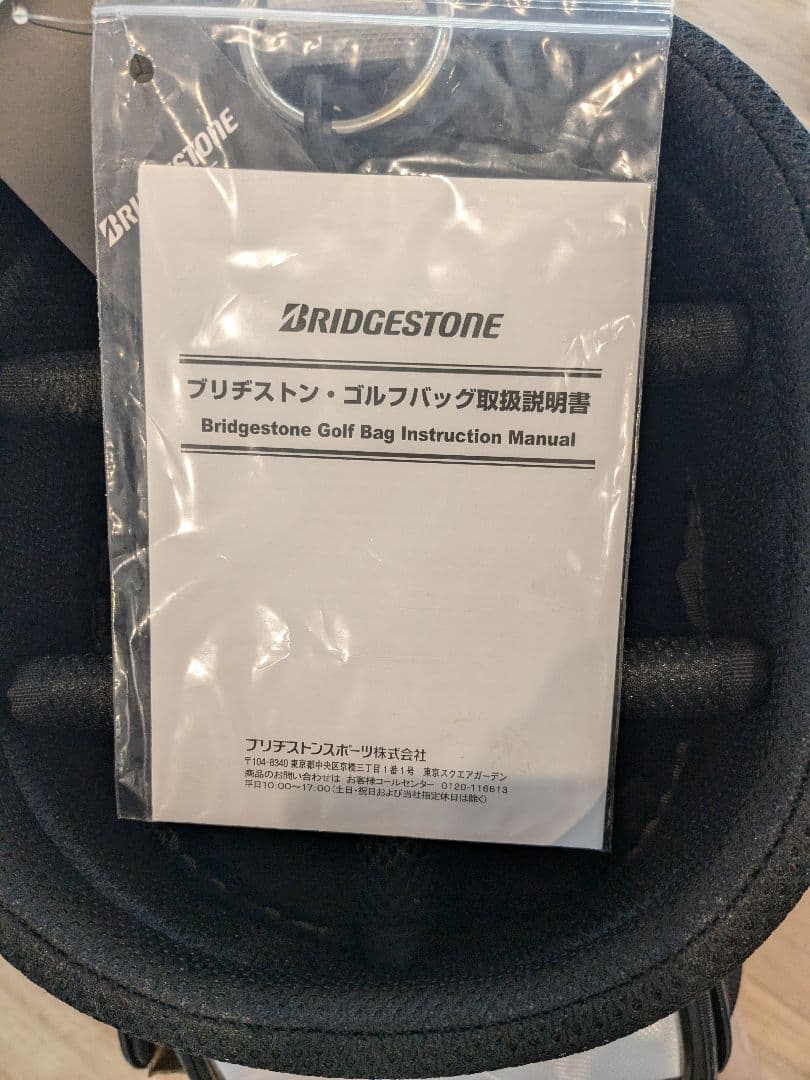 BRIDGESTONE
BRIDGESTONE
ブリヂストン・ゴルフバッグ取扱説明書
Bridgestone Golf Bag Instruction Manual
ブリヂストンスポーツ株式会社
〒104-8340 東京都中央区京橋三丁目1番1号 東京スクエアガーデン
商品のお問い合わせは お客様コールセンター 0120-116613
平日10:00～17:00(土日・祝日および当社指定休日は除く)